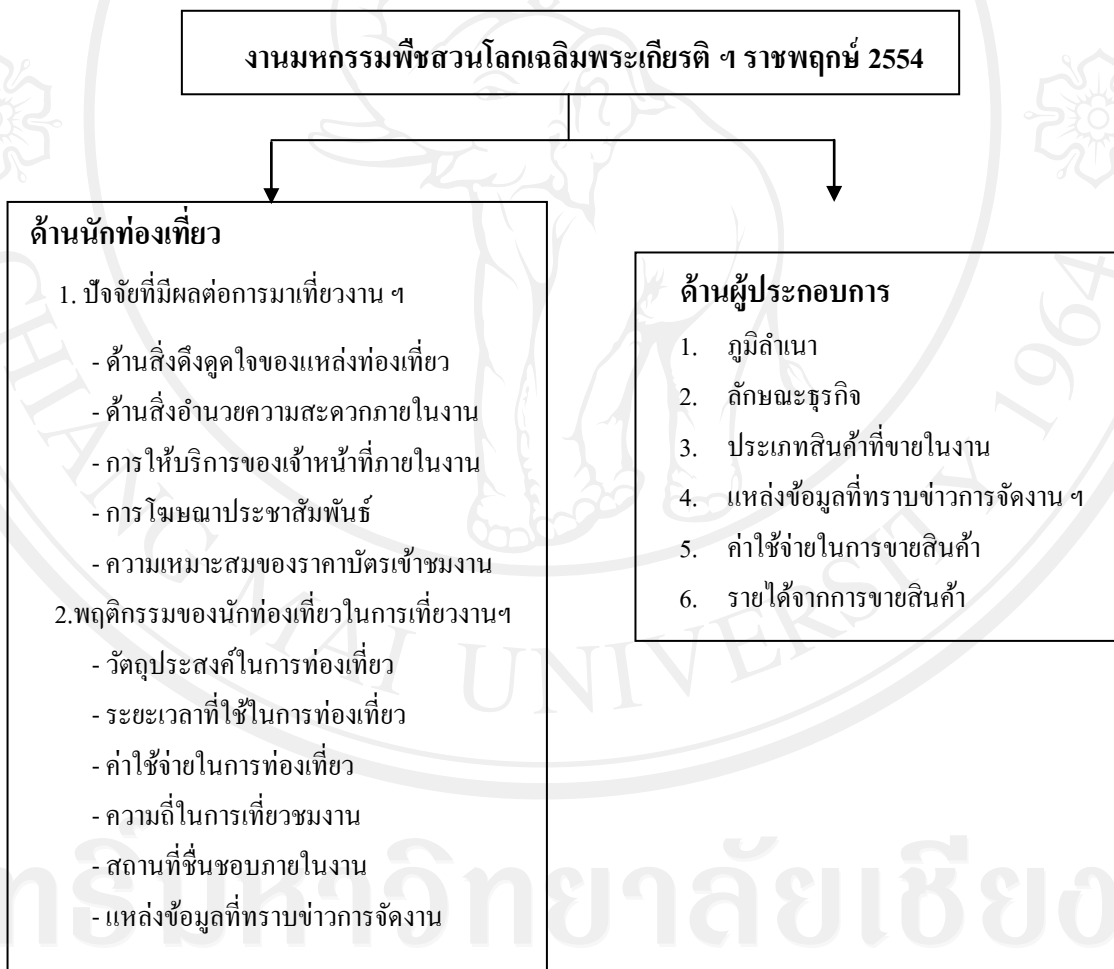 งานมหกรรมพืชสวนโลกเฉลิมพระเกียรติ ฯ ราชพฤกษ์ 2554
ด้านนักท่องเที่ยว
1. ปัจจัยที่มีผลต่อการมาเที่ยวงาน ฯ
- ด้านสิ่งดึงดูดใจของแหล่งท่องเที่ยว
- ด้านสิ่งอำนวยความสะดวกภายในงาน
- การให้บริการของเจ้าหน้าที่ภายในงาน
- การโฆษณาประชาสัมพันธ์
- ความเหมาะสมของราคาบัตรเข้าชมงาน
2.พฤติกรรมของนักท่องเที่ยวในการเที่ยวงานฯ
- วัตถุประสงค์ในการท่องเที่ยว
- ระยะเวลาที่ใช้ในการท่องเที่ยว
- ค่าใช้จ่ายในการท่องเที่ยว
- ความถี่ในการเที่ยวชมงาน
- สถานที่ชื่นชอบภายในงาน
- แหล่งข้อมูลที่ทราบข่าวการจัดงาน
ด้านผู้ประกอบการ
1. ภูมิลำเนา
2. ลักษณะธุรกิจ
3. ประเภทสินค้าที่ขายในงาน
4. แหล่งข้อมูลที่ทราบข่าวการจัดงาน ฯ
5. ค่าใช้จ่ายในการขายสินค้า
6. รายได้จากการขายสินค้า
CHIANG MAI UNIVERSITY 1964
มหาวิทยาลัยเชียง